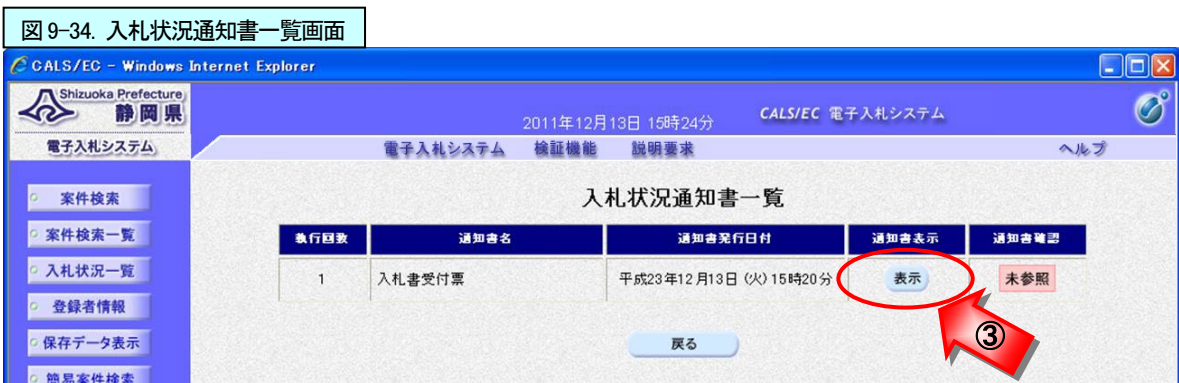 図 9-34. 入札状況通知書一覧画面
CALS/EC - Windows Internet Explorer
Shizuoka Prefecture
静岡県
2011年12月13日 15時24分
CALS/EC 電子入札システム
電子入札システム
電子入札システム 検証機能 説明要求 ヘルプ
案件検索
案件検索一覧
入札状況一覧
登録者情報
保存データ表示
簡易案件検索
入札状況通知書一覧
執行回数 通知書名 通知書発行日付 通知書表示 通知書確認
1 入札書受付票 平成23年12月13日 (火) 15時20分 表示 未参照
③
戻る